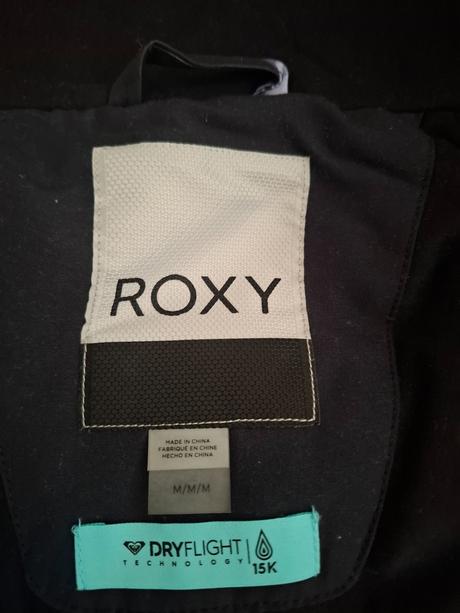 ROXY
MADE IN CHINA
FABRIQUÉ EN CHINE
HECHO EN CHINA
M/M/M
DRYFLIGHT
TECHNOLOGY
15K